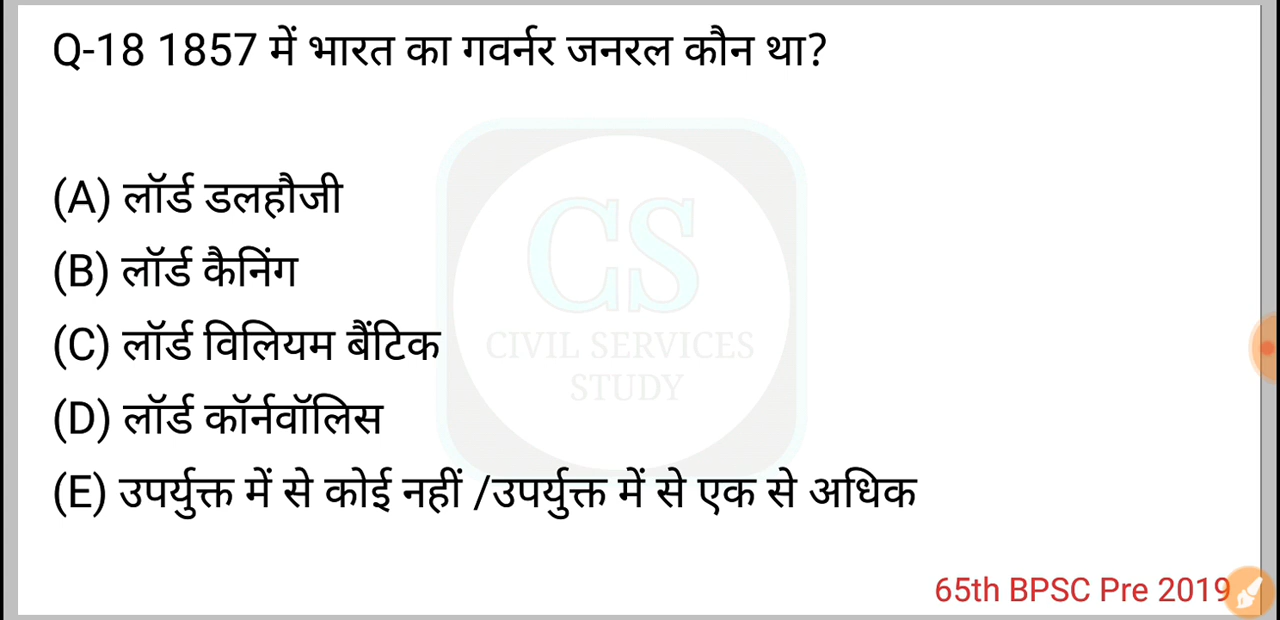 Q-18 1857 में भारत का गवर्नर जनरल कौन था?
(A) लॉर्ड डलहौजी
(B) लॉर्ड कैनिंग
(C) लॉर्ड विलियम बैंटिक
(D) लॉर्ड कॉर्नवॉलिस
(E) उपर्युक्त में से कोई नहीं /उपर्युक्त में से एक से अधिक
CS
CIVIL SERVICES
STUDY
65th BPSC Pre 2019